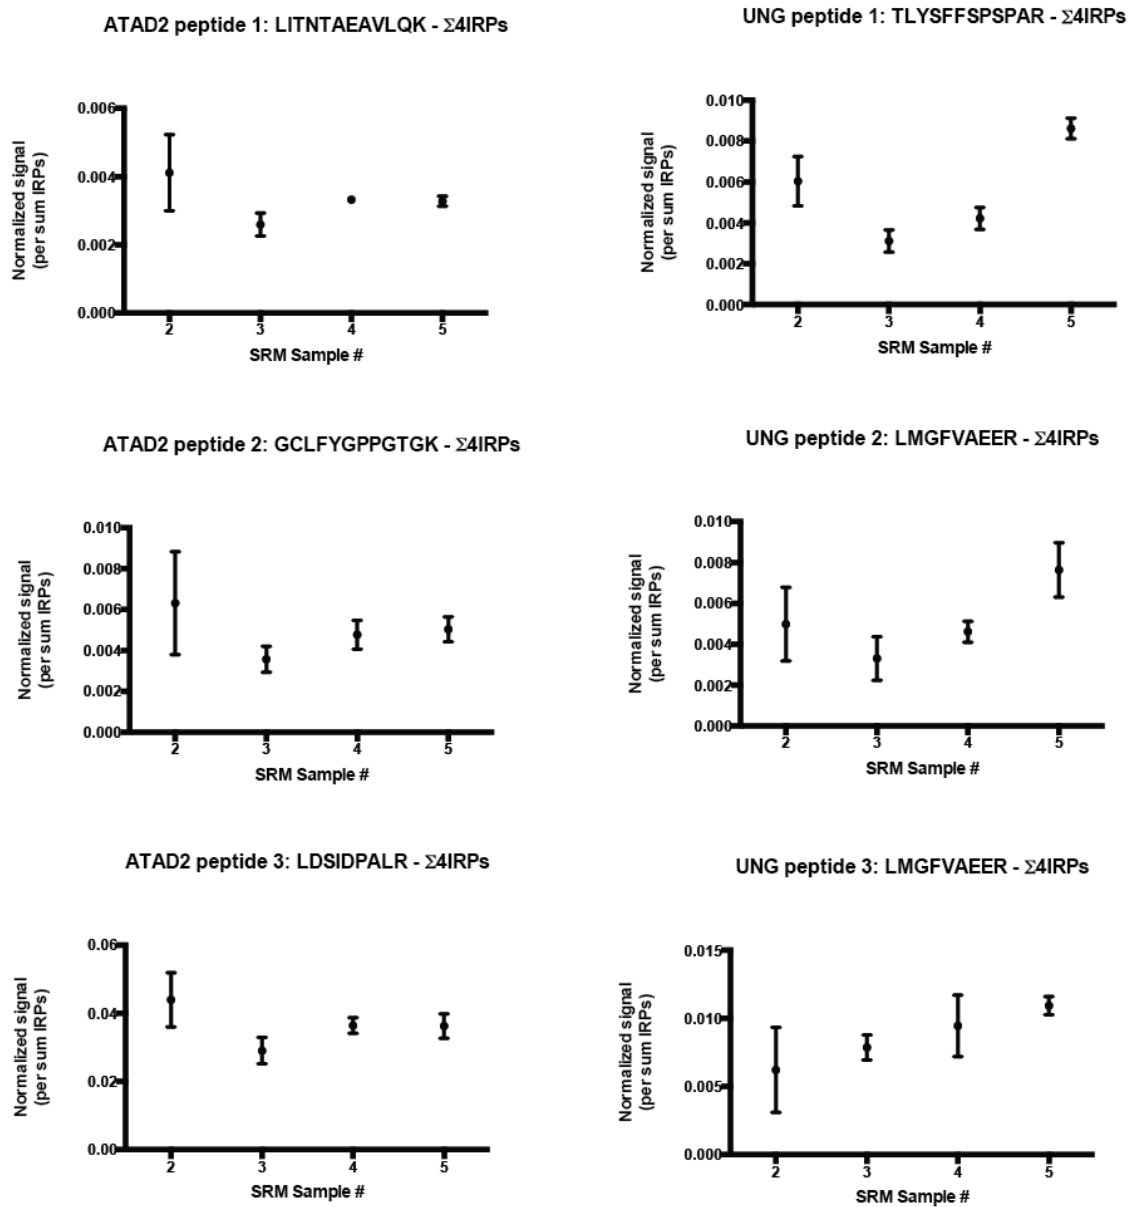 ATAD2 peptide 1: LITNTAEAVLQK - Σ4IRPs
Normalized signal
(per sum IRPs)
0.006
0.004
0.002
0.000
2 3 4 5
SRM Sample #
UNG peptide 1: TLYSFFSPSPAR - Σ4IRPs
Normalized signal
(per sum IRPs)
0.010
0.008
0.006
0.004
0.002
0.000
2 3 4 5
SRM Sample #
ATAD2 peptide 2: GCLFYGPPGTGK - Σ4IRPs
Normalized signal
(per sum IRPs)
0.010
0.008
0.006
0.004
0.002
0.000
2 3 4 5
SRM Sample #
UNG peptide 2: LMGFVAEER - Σ4IRPs
Normalized signal
(per sum IRPs)
0.010
0.008
0.006
0.004
0.002
0.000
2 3 4 5
SRM Sample #
ATAD2 peptide 3: LDSIDPALR - Σ4IRPs
Normalized signal
(per sum IRPs)
0.06
0.04
0.02
0.00
2 3 4 5
SRM Sample #
UNG peptide 3: LMGFVAEER - Σ4IRPs
Normalized signal
(per sum IRPs)
0.015
0.010
0.005
0.000
2 3 4 5
SRM Sample #